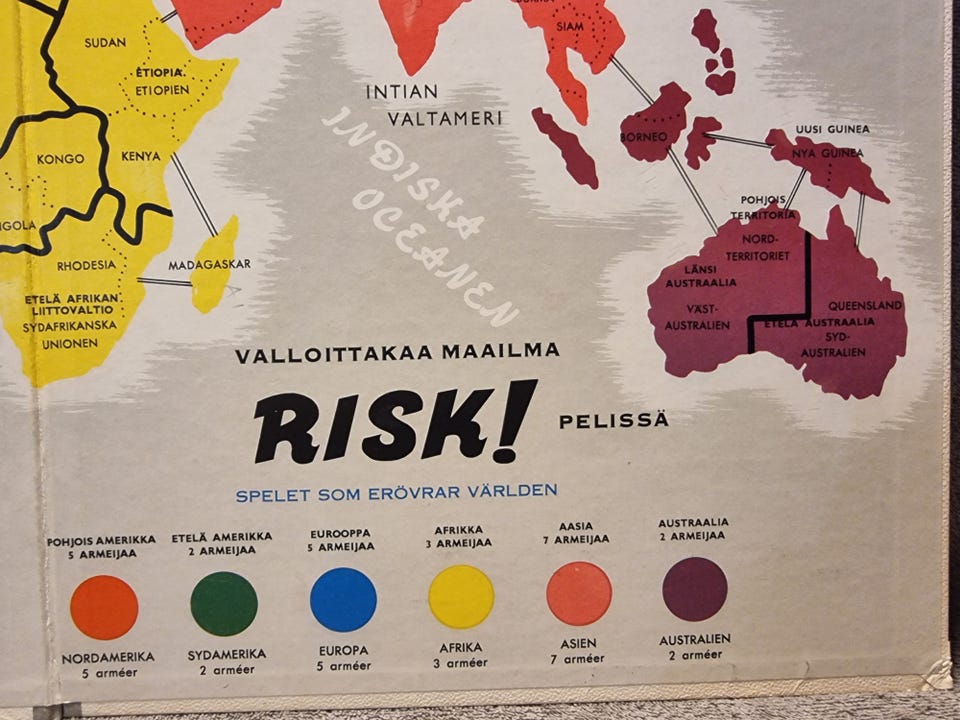 SUDAN
ETIOPIA
ETIOPIEN
KONGO
KENYA
RHODESIA
MADAGASKAR
ETELÄ AFRIKAN
LIITTOVALTIO
SYDAFRIKANSKA
UNIONEN
INTIAN
VALTAMERI
INDISKA
OCEANEN
SIAM
BORNEO
UUSI GUINEA
NYA GUINEA
POHJOIS
TERRITORIA
NORD-
TERRITORIET
LÄNSI
AUSTRAALIA
VÄST-
AUSTRALIEN
QUEENSLAND
ETELÄ AUSTRAALIA
SYD-
AUSTRALIEN
VALLOITTAKAA MAAILMA
RISK! PELISSÄ
SPELET SOM ERÖVRAR VÄRLDEN
POHJOIS AMERIKKA
5 ARMEIJAA
ETELÄ AMERIKKA
2 ARMEIJAA
EUROOPPA
5 ARMEIJAA
AFRIKKA
3 ARMEIJAA
AASIA
7 ARMEIJAA
AUSTRAALIA
2 ARMEIJAA
NORDAMERIKA
5 arméer
SYDAMERIKA
2 arméer
EUROPA
5 arméer
AFRIKA
3 arméer
ASIEN
7 arméer
AUSTRALIEN
2 arméer